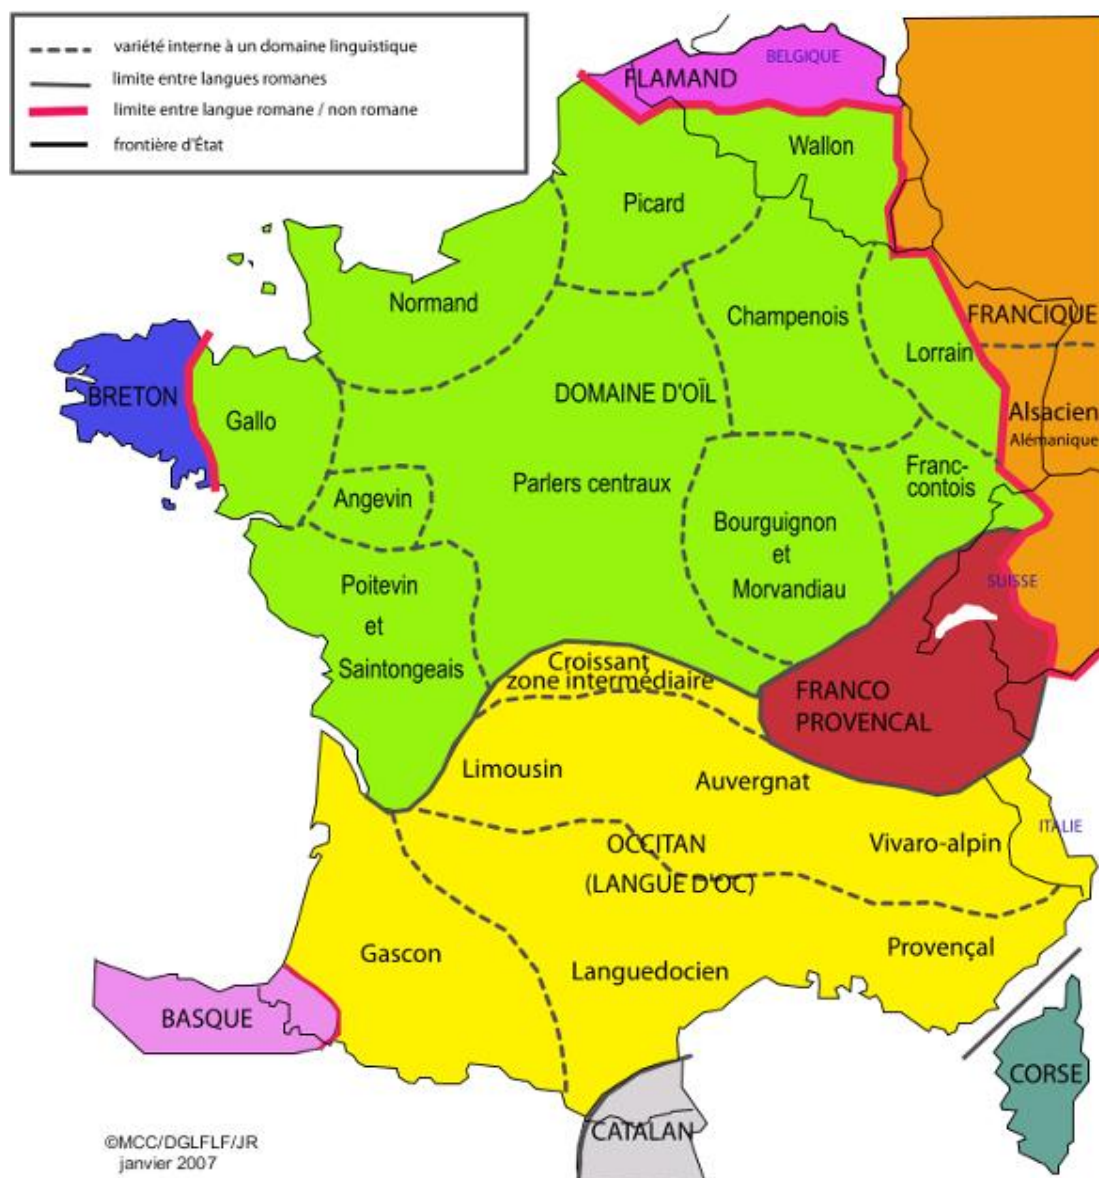 variété interne à un domaine linguistique
limite entre langues romanes
limite entre langue romane / non romane
frontière d'État
BELGIQUE
FLAMAND
Wallon
Picard
Normand
Champenois
FRANCIQUE
Lorrain
BRETON
Gallo
DOMAINE D'OÏL
Alsacien
Alémanique
Angevin
Parlers centraux
Franc-
contois
Bourguignon
et
Morvandiau
Poitevin
et
Saintongeais
SUISSE
Croissant
zone intermédiaire
FRANCO
PROVENCAL
Limousin
Auvergnat
ITALIE
OCCITAN
(LANGUE D'OC)
Vivaro-alpin
Gascon
Languedocien
Provençal
BASQUE
CORSE
CATALAN
©MCC/DGLFLF/JR
janvier 2007